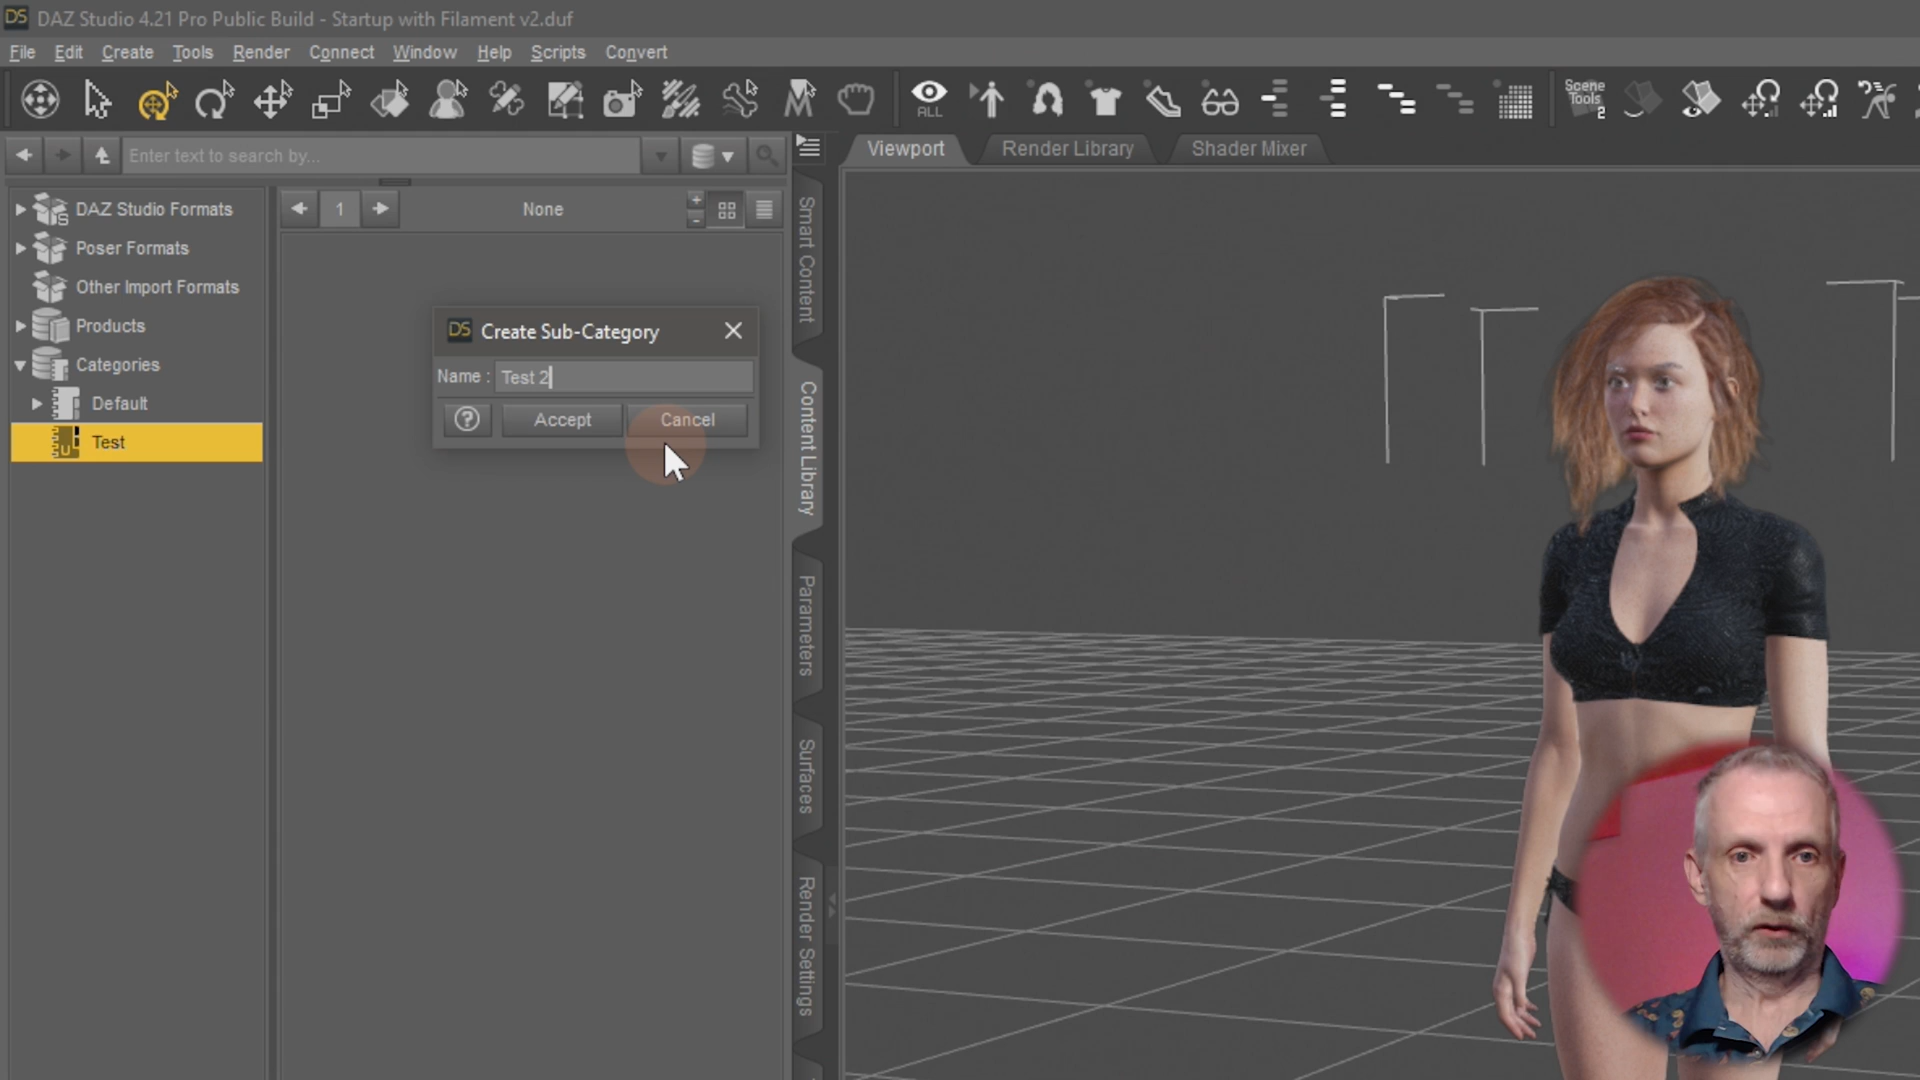 DS DAZ Studio 4.21 Pro Public Build - Startup with Filament v2.duf
File Edit Create Tools Render Connect Window Help Scripts Convert
ALL
Scene
Tools
2
Enter text to search by...
Viewport
Render Library
Shader Mixer
DAZ Studio Formats
Poser Formats
Other Import Formats
Products
Categories
Default
U
Test
1
None
DS Create Sub-Category
Name : Test 2
? Accept Cancel
Smart Content
Content Library
Parameters
Surfaces
Render Settings